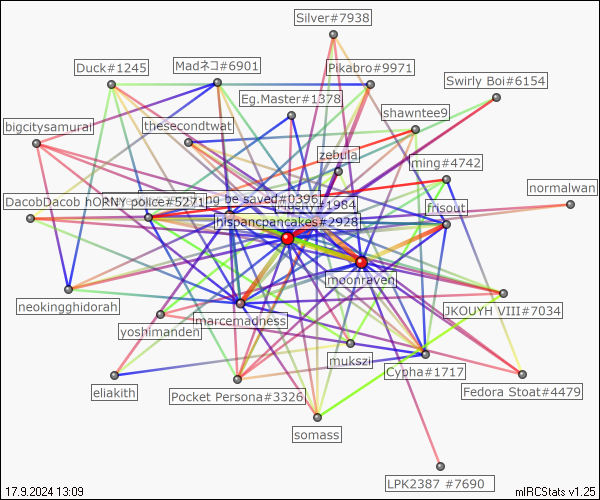 Silver#7938
Duck#1245
Madネコ#6901
Pikabro#9971
Swirly Boi#6154
Eg.Master#1378
shawntee9
bigcitysamurai
thesecondtwat
zebula
ming#4742
normalwan
DacobDacob
hORNY police#5271
ng be saved#0396
#1984
frisout
hispancpancakes#2928
moonraven
neokingghidorah
JKOUYH VIII#7034
marcemadness
yoshimanden
mukszi
Cypha#1717
eliakith
Pocket Persona#3326
Fedora Stoat#4479
somass
LPK2387 #7690
17.9.2024 13:09
mIRCStats v1.25